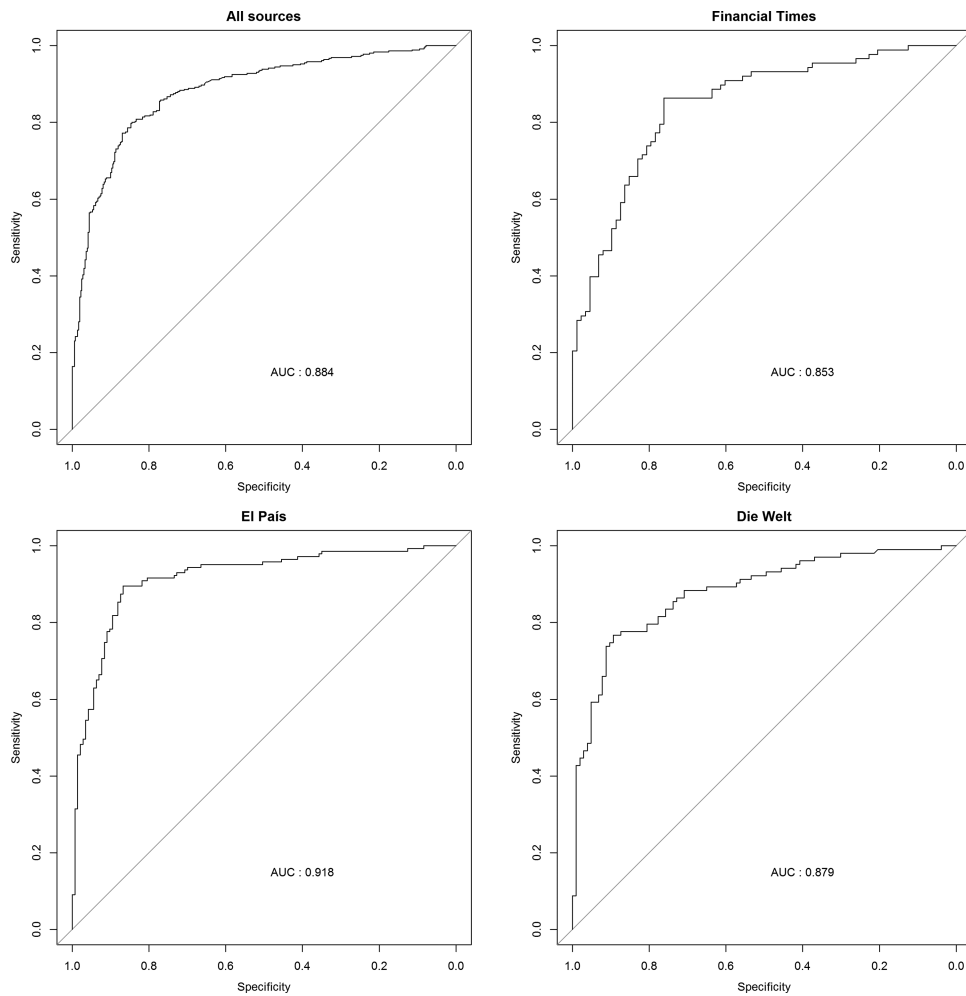 All sources
Sensitivity
1.0
0.8
0.6
0.4
0.2
0.0
AUC : 0.884
1.0 0.8 0.6 0.4 0.2 0.0
Specificity
Financial Times
Sensitivity
1.0
0.8
0.6
0.4
0.2
0.0
AUC : 0.853
1.0 0.8 0.6 0.4 0.2 0.0
Specificity
El País
Sensitivity
1.0
0.8
0.6
0.4
0.2
0.0
AUC : 0.918
1.0 0.8 0.6 0.4 0.2 0.0
Specificity
Die Welt
Sensitivity
1.0
0.8
0.6
0.4
0.2
0.0
AUC : 0.879
1.0 0.8 0.6 0.4 0.2 0.0
Specificity